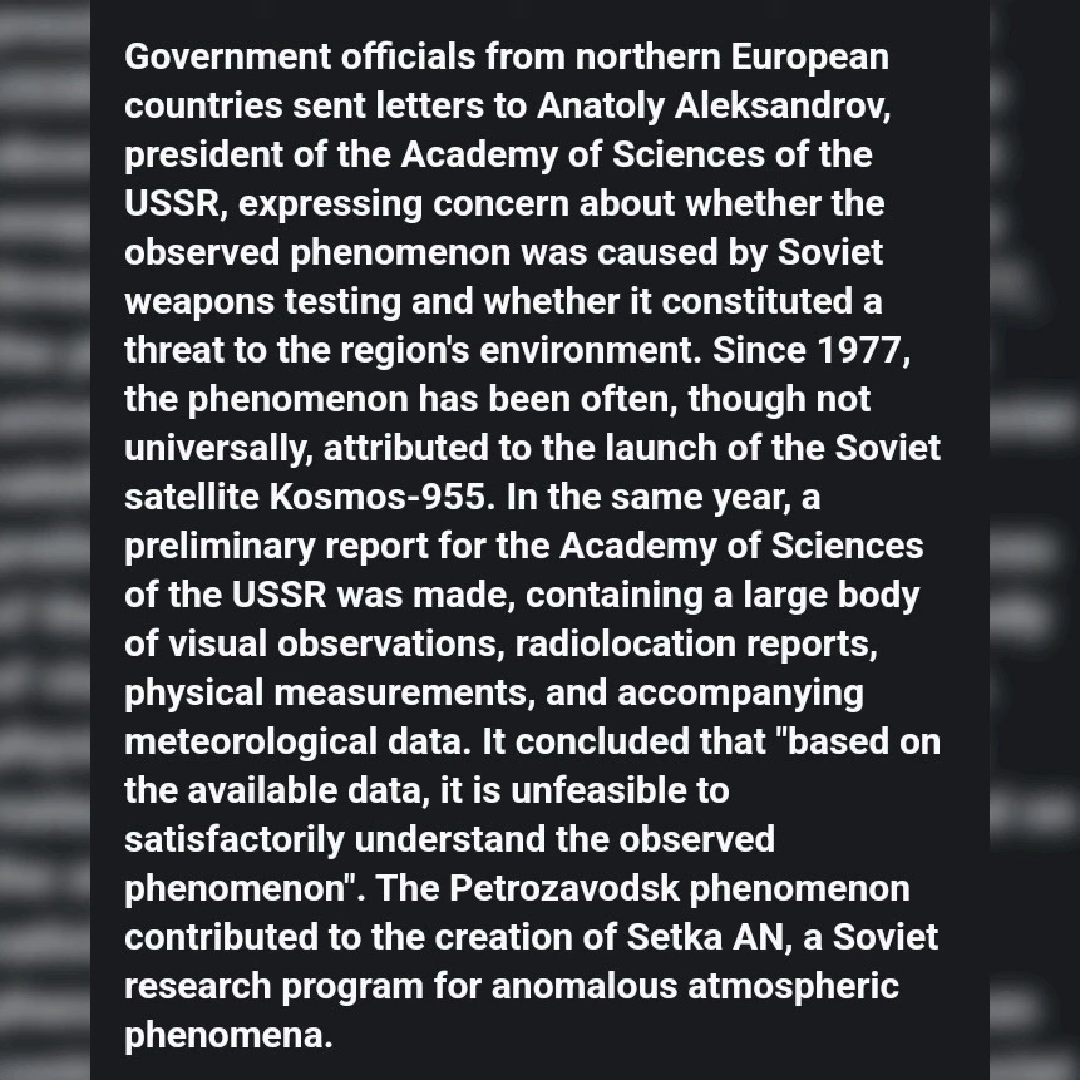 Government officials from northern European
countries sent letters to Anatoly Aleksandrov,
president of the Academy of Sciences of the
USSR, expressing concern about whether the
observed phenomenon was caused by Soviet
weapons testing and whether it constituted a
threat to the region's environment. Since 1977,
the phenomenon has been often, though not
universally, attributed to the launch of the Soviet
satellite Kosmos-955. In the same year, a
preliminary report for the Academy of Sciences
of the USSR was made, containing a large body
of visual observations, radiolocation reports,
physical measurements, and accompanying
meteorological data. It concluded that "based on
the available data, it is unfeasible to
satisfactorily understand the observed
phenomenon". The Petrozavodsk phenomenon
contributed to the creation of Setka AN, a Soviet
research program for anomalous atmospheric
phenomena.